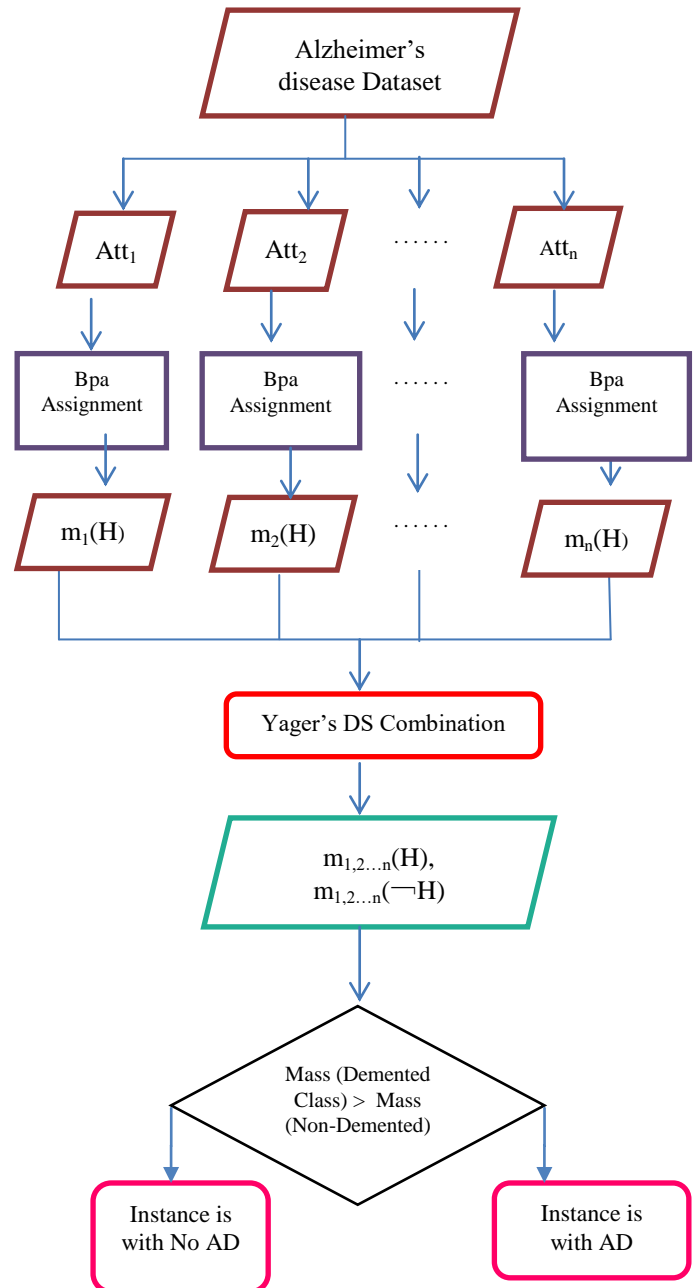 Alzheimer's
disease Dataset
Att₁
Att₂
......
Attₙ
Bpa
Assignment
Bpa
Assignment
......
Bpa
Assignment
m₁(H)
m₂(H)
......
mₙ(H)
Yager's DS Combination
m₁,₂…ₙ(H),
m₁,₂…ₙ(¬H)
Mass (Demented
Class) > Mass
(Non-Demented)
Instance is
with No AD
Instance is
with AD